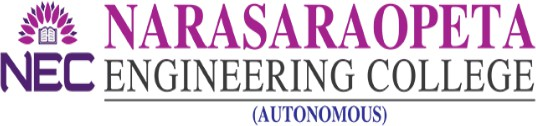 NEC
NARASARAOPETA
ENGINEERING COLLEGE
(AUTONOMOUS)